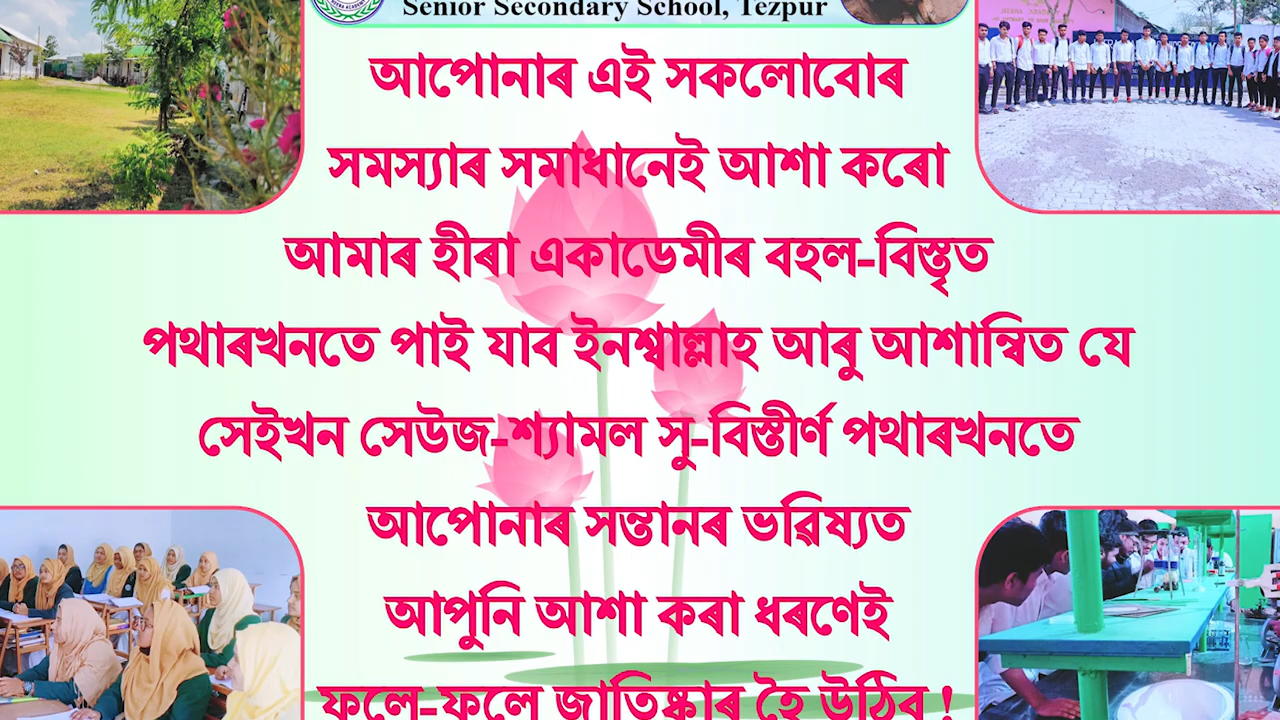 Senior Secondary School, Tezpur
আপোনাৰ এই সকলোবোৰ
সমস্যাৰ সমাধানেই আশা কৰো
আমাৰ হীৰা একাডেমীৰ বহল-বিস্তৃত
পথাৰখনতে পাই যাব ইনশ্বাল্লাহ আৰু আশান্বিত যে
সেইখন সেউজ-শ্যামল সু-বিস্তীৰ্ণ পথাৰখনতে
আপোনাৰ সন্তানৰ ভৱিষ্যত
আপুনি আশা কৰা ধৰণেই
ফলে-ফুলে জাতিষ্কাৰ হৈ উঠিব !